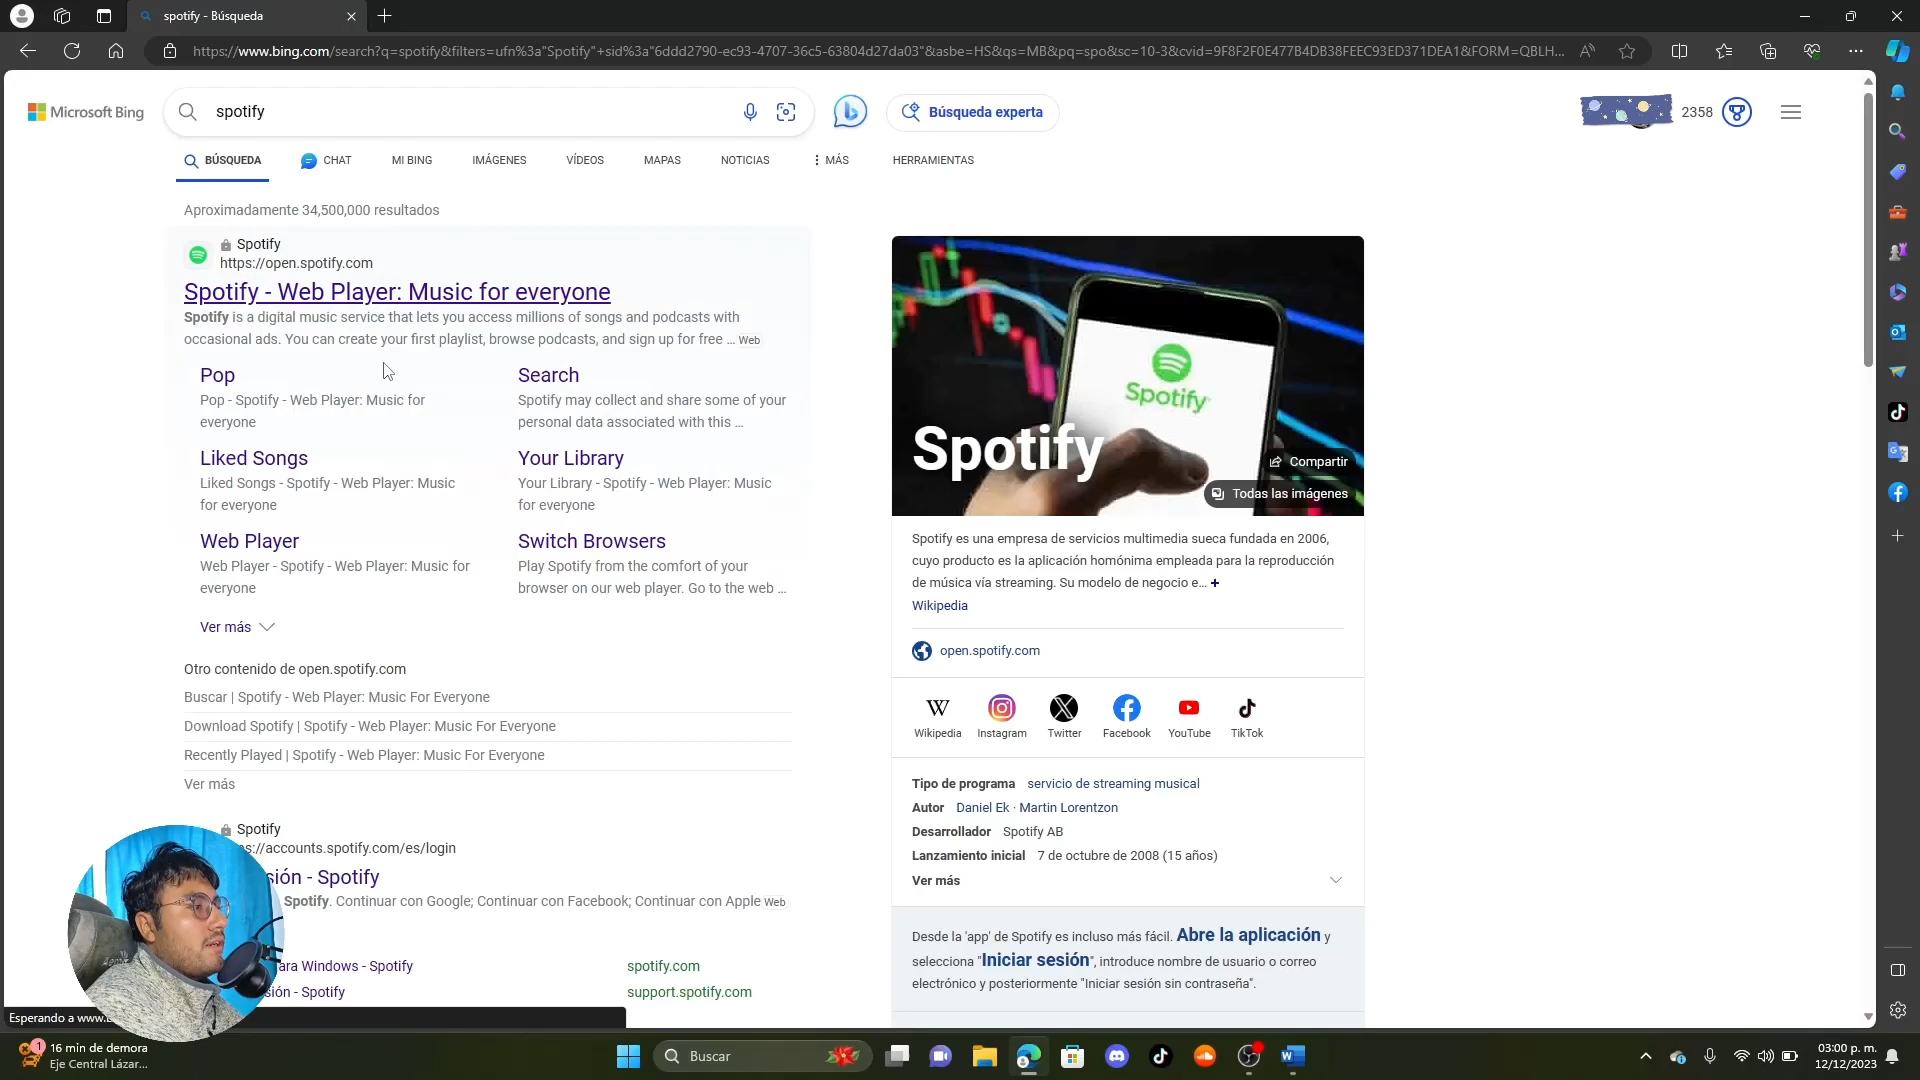 spotify - Búsqueda
https://www.bing.com/search?q=spotify&filters=ufn%3a"Spotify"+sid%3a"6ddd2790-ec93-4707-36c5-63804d27da03"&asbe=HS&qs=MB&pq=spo&sc=10-3&cvid=9F8F2F0E477B4DB38FEEC93ED371DEA1&FORM=QBLH...
Microsoft Bing
spotify
Búsqueda experta
2358
BÚSQUEDA
CHAT
MI BING
IMÁGENES
VÍDEOS
MAPAS
NOTICIAS
MÁS
HERRAMIENTAS
Aproximadamente 34,500,000 resultados
Spotify
https://open.spotify.com
Spotify - Web Player: Music for everyone
Spotify is a digital music service that lets you access millions of songs and podcasts with
occasional ads. You can create your first playlist, browse podcasts, and sign up for free ... Web
Pop
Pop - Spotify - Web Player: Music for
everyone
Search
Spotify may collect and share some of your
personal data associated with this ...
Liked Songs
Liked Songs - Spotify - Web Player: Music
for everyone
Your Library
Your Library - Spotify - Web Player: Music
for everyone
Web Player
Web Player - Spotify - Web Player: Music for
everyone
Switch Browsers
Play Spotify from the comfort of your
browser on our web player. Go to the web ...
Ver más
Otro contenido de open.spotify.com
Buscar | Spotify - Web Player: Music For Everyone
Download Spotify | Spotify - Web Player: Music For Everyone
Recently Played | Spotify - Web Player: Music For Everyone
Ver más
Spotify
s://accounts.spotify.com/es/login
sión - Spotify
Spotify. Continuar con Google; Continuar con Facebook; Continuar con Apple Web
ara Windows - Spotify
spotify.com
sión - Spotify
support.spotify.com
Esperando a www.
Spotify
Spotify
Compartir
Todas las imágenes
Spotify es una empresa de servicios multimedia sueca fundada en 2006,
cuyo producto es la aplicación homónima empleada para la reproducción
de música vía streaming. Su modelo de negocio e... +
Wikipedia
open.spotify.com
Wikipedia
Instagram
Twitter
Facebook
YouTube
TikTok
Tipo de programa servicio de streaming musical
Autor Daniel Ek · Martin Lorentzon
Desarrollador Spotify AB
Lanzamiento inicial 7 de octubre de 2008 (15 años)
Ver más
Desde la 'app' de Spotify es incluso más fácil. Abre la aplicación y
selecciona "Iniciar sesión", introduce nombre de usuario o correo
electrónico y posteriormente "Iniciar sesión sin contraseña".
1
16 min de demora
Eje Central Lázar...
Buscar
03:00 p. m.
12/12/2023